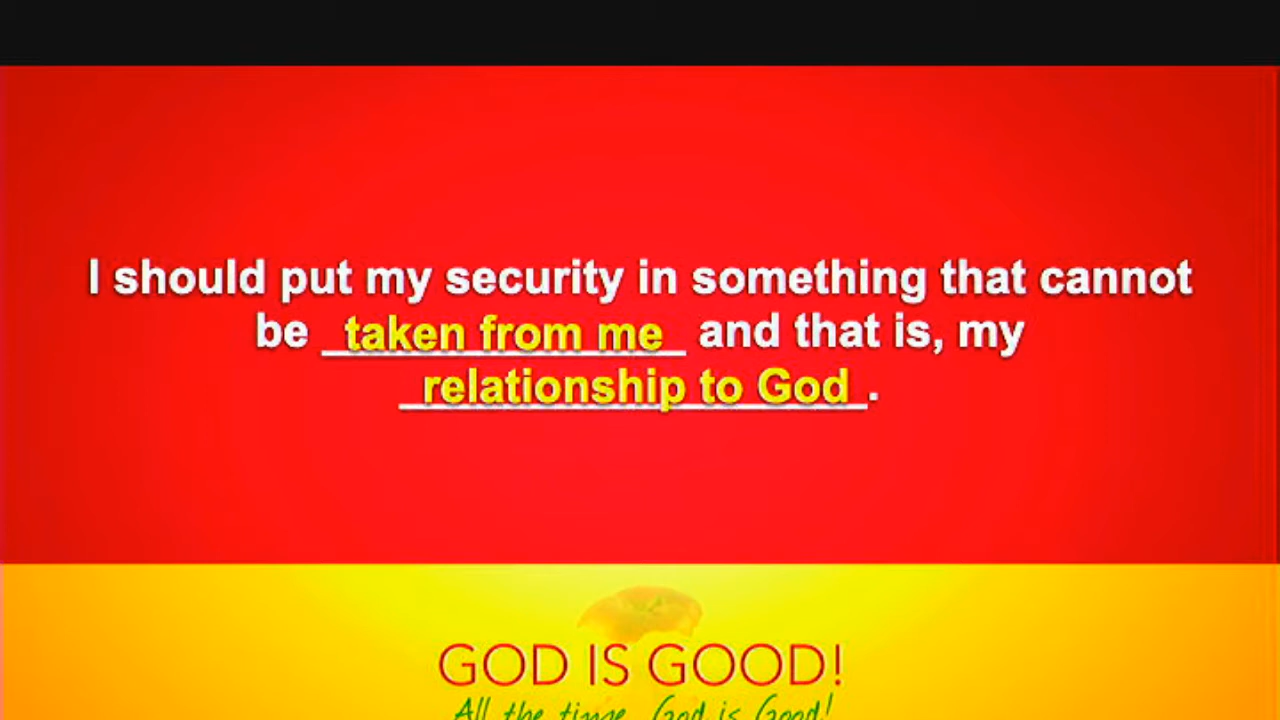 I should put my security in something that cannot
be taken from me and that is, my
relationship to God.
GOD IS GOOD!
All the time, God is Good!